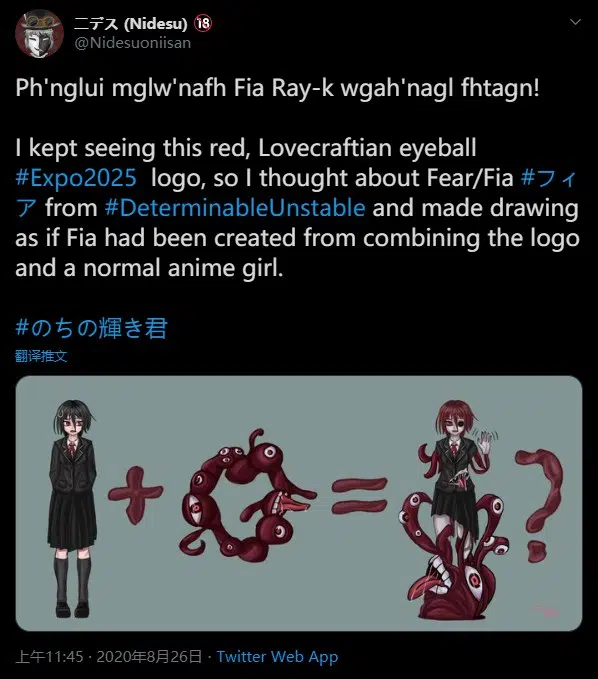 二デス (Nidesu) 🔞
@Nidesuoniisan
Ph'nglui mglw'nafh Fia Ray-k wgah'nagl fhtagn!
I kept seeing this red, Lovecraftian eyeball
#Expo2025 logo, so I thought about Fear/Fia #フィ
ア from #DeterminableUnstable and made drawing
as if Fia had been created from combining the logo
and a normal anime girl.
#のちの輝き君
翻译推文
+ = ?
上午11:45 · 2020年8月26日 · Twitter Web App